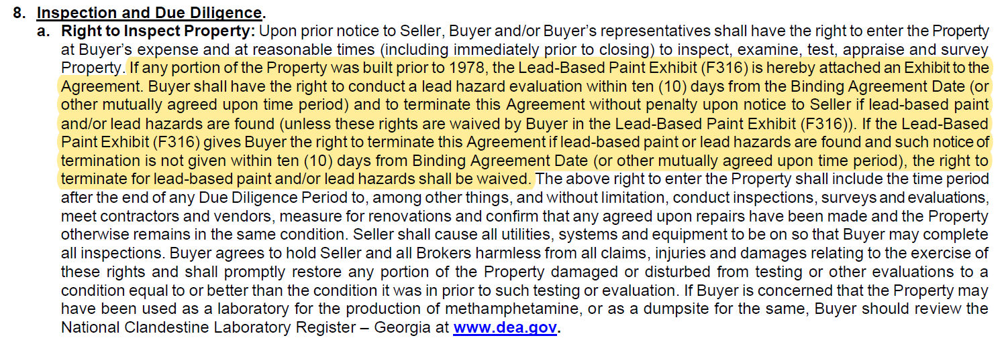 8. Inspection and Due Diligence.
a. Right to Inspect Property: Upon prior notice to Seller, Buyer and/or Buyer's representatives shall have the right to enter the Property
at Buyer's expense and at reasonable times (including immediately prior to closing) to inspect, examine, test, appraise and survey
Property. If any portion of the Property was built prior to 1978, the Lead-Based Paint Exhibit (F316) is hereby attached an Exhibit to the
Agreement. Buyer shall have the right to conduct a lead hazard evaluation within ten (10) days from the Binding Agreement Date (or
other mutually agreed upon time period) and to terminate this Agreement without penalty upon notice to Seller if lead-based paint
and/or lead hazards are found (unless these rights are waived by Buyer in the Lead-Based Paint Exhibit (F316)). If the Lead-Based
Paint Exhibit (F316) gives Buyer the right to terminate this Agreement if lead-based paint or lead hazards are found and such notice of
termination is not given within ten (10) days from Binding Agreement Date (or other mutually agreed upon time period), the right to
terminate for lead-based paint and/or lead hazards shall be waived. The above right to enter the Property shall include the time period
after the end of any Due Diligence Period to, among other things, and without limitation, conduct inspections, surveys and evaluations,
meet contractors and vendors, measure for renovations and confirm that any agreed upon repairs have been made and the Property
otherwise remains in the same condition. Seller shall cause all utilities, systems and equipment to be on so that Buyer may complete
all inspections. Buyer agrees to hold Seller and all Brokers harmless from all claims, injuries and damages relating to the exercise of
these rights and shall promptly restore any portion of the Property damaged or disturbed from testing or other evaluations to a
condition equal to or better than the condition it was in prior to such testing or evaluation. If Buyer is concerned that the Property may
have been used as a laboratory for the production of methamphetamine, or as a dumpsite for the same, Buyer should review the
National Clandestine Laboratory Register – Georgia at www.dea.gov.